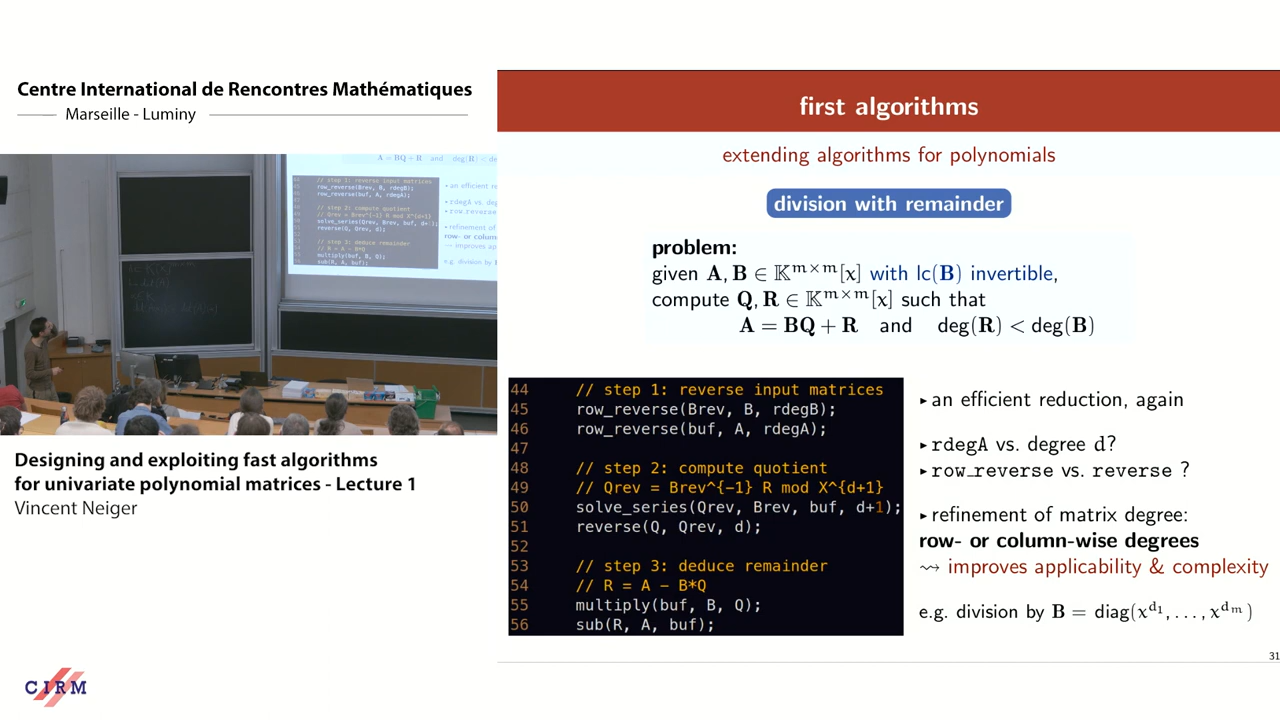 Centre International de Rencontres Mathématiques
Marseille - Luminy
Designing and exploiting fast algorithms
for univariate polynomial matrices - Lecture 1
Vincent Neiger
CIRM
first algorithms
extending algorithms for polynomials
division with remainder
problem:
given A, B ∈ 𝕂^{m×m}[x] with lc(B) invertible,
compute Q, R ∈ 𝕂^{m×m}[x] such that
A = BQ + R and deg(R) < deg(B)
44 // step 1: reverse input matrices
45 row_reverse(Brev, B, rdegB);
46 row_reverse(buf, A, rdegA);
47
48 // step 2: compute quotient
49 // Qrev = Brev^{-1} R mod X^{d+1}
50 solve_series(Qrev, Brev, buf, d+1);
51 reverse(Q, Qrev, d);
52
53 // step 3: deduce remainder
54 // R = A - B*Q
55 multiply(buf, B, Q);
56 sub(R, A, buf);
▸ an efficient reduction, again
▸ rdegA vs. degree d?
▸ row_reverse vs. reverse ?
▸ refinement of matrix degree:
row- or column-wise degrees
⇝ improves applicability & complexity
e.g. division by B = diag(x^{d_1}, . . . , x^{d_m})
31